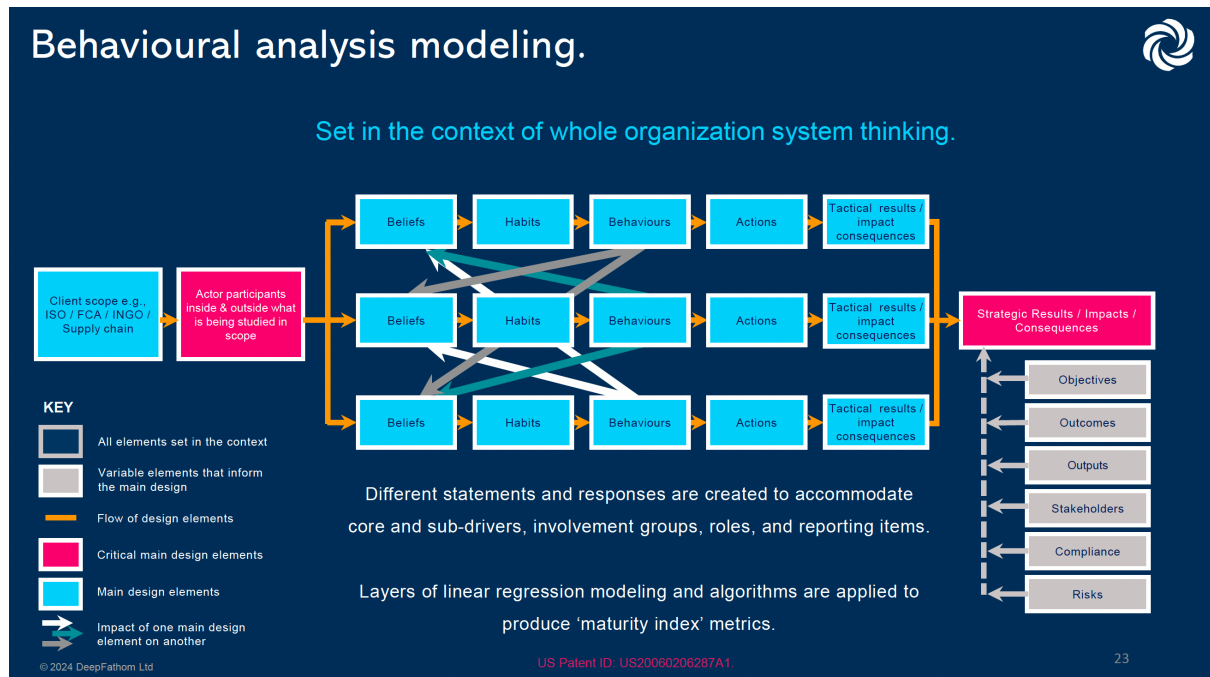 Behavioural analysis modeling.
Set in the context of whole organization system thinking.
Beliefs
Habits
Behaviours
Actions
Tactical results /
impact
consequences
Client scope e.g.,
ISO / FCA / INGO /
Supply chain
Actor participants
inside & outside what
is being studied in
scope
Beliefs
Habits
Behaviours
Actions
Tactical results /
impact
consequences
Strategic Results / Impacts /
Consequences
Beliefs
Habits
Behaviours
Actions
Tactical results /
impact
consequences
Objectives
Outcomes
Outputs
Stakeholders
Compliance
Risks
KEY
All elements set in the context
Variable elements that inform
the main design
Flow of design elements
Critical main design elements
Main design elements
Impact of one main design
element on another
Different statements and responses are created to accommodate
core and sub-drivers, involvement groups, roles, and reporting items.
Layers of linear regression modeling and algorithms are applied to
produce ‘maturity index’ metrics.
© 2024 DeepFathom Ltd
US Patent ID: US20060206287A1.
23